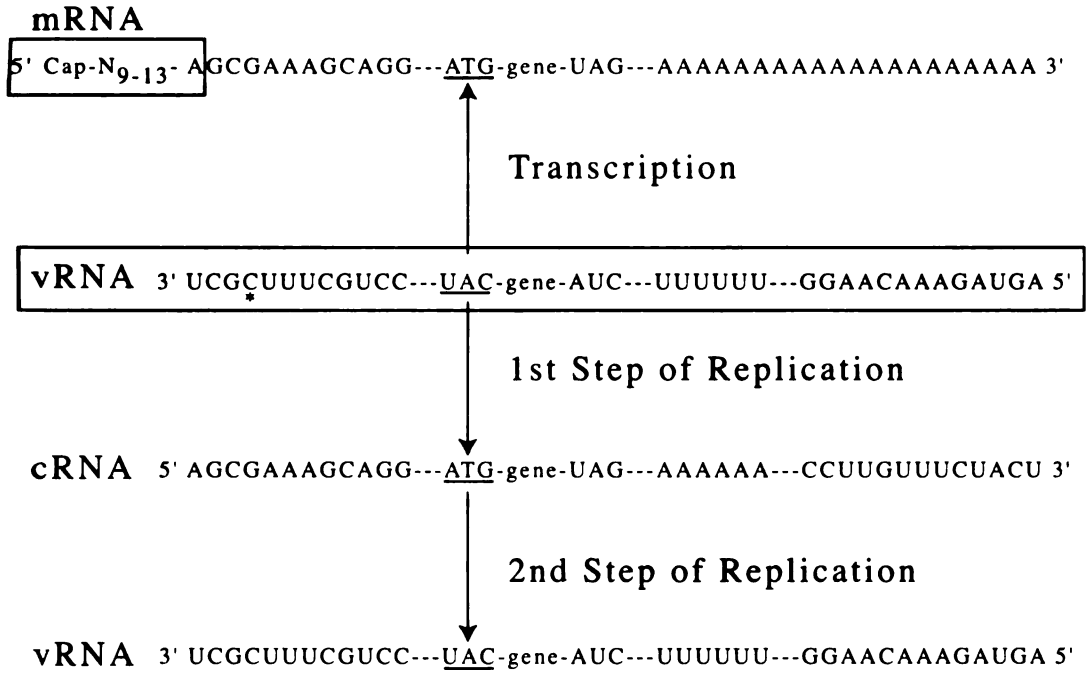 mRNA
5' Cap-N9-13- AGCGAAAGCAGG---ATG-gene-UAG---AAAAAAAAAAAAAAAAAAAA 3'
Transcription
vRNA 3' UCGCUUUCGUCC---UAC-gene-AUC---UUUUUU---GGAACAAAGAUGA 5'
*
1st Step of Replication
cRNA 5' AGCGAAAGCAGG---ATG-gene-UAG---AAAAAA---CCUUGUUUCUACU 3'
2nd Step of Replication
vRNA 3' UCGCUUUCGUCC---UAC-gene-AUC---UUUUUU---GGAACAAAGAUGA 5'